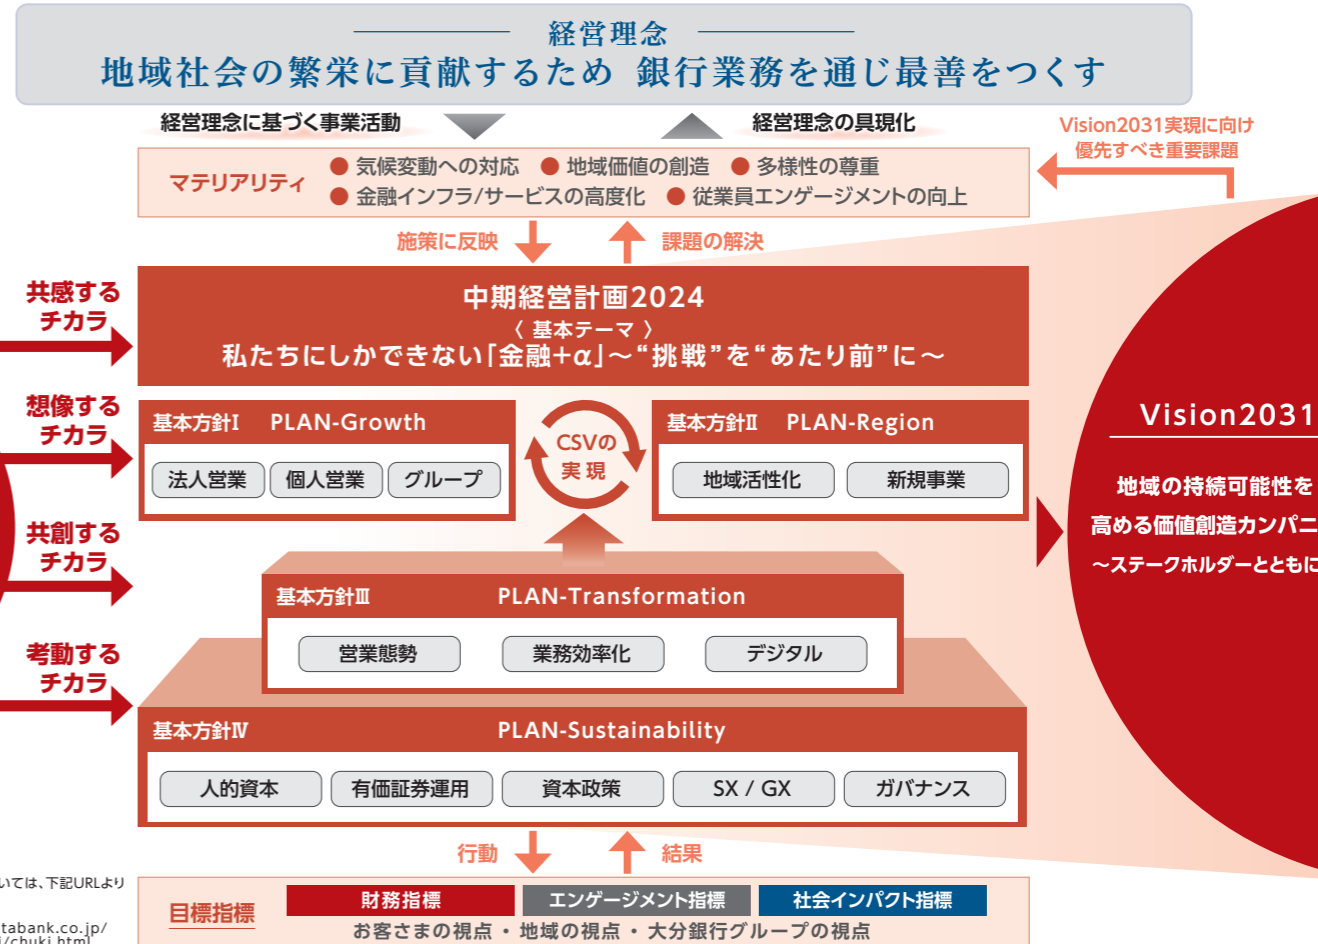 経営理念
地域社会の繁栄に貢献するため 銀行業務を通じ最善をつくす
経営理念に基づく事業活動
経営理念の具現化
Vision2031実現に向け
優先すべき重要課題
マテリアリティ
● 気候変動への対応 ● 地域価値の創造 ● 多様性の尊重
● 金融インフラ/サービスの高度化 ● 従業員エンゲージメントの向上
施策に反映
課題の解決
共感する
チカラ
中期経営計画2024
〈 基本テーマ 〉
私たちにしかできない「金融+α」～“挑戦”を“あたり前”に～
想像する
チカラ
基本方針Ⅰ PLAN-Growth
法人営業 個人営業 グループ
CSVの
実現
基本方針Ⅱ PLAN-Region
地域活性化 新規事業
Vision2031
地域の持続可能性を
高める価値創造カンパニ
～ステークホルダーとともに
共創する
チカラ
基本方針Ⅲ PLAN-Transformation
営業態勢 業務効率化 デジタル
考動する
チカラ
基本方針Ⅳ PLAN-Sustainability
人的資本 有価証券運用 資本政策 SX / GX ガバナンス
行動
結果
いては、下記URLより
tabank.co.jp/
i/chuki.html
目標指標
財務指標 エンゲージメント指標 社会インパクト指標
お客さまの視点 ・ 地域の視点 ・ 大分銀行グループの視点